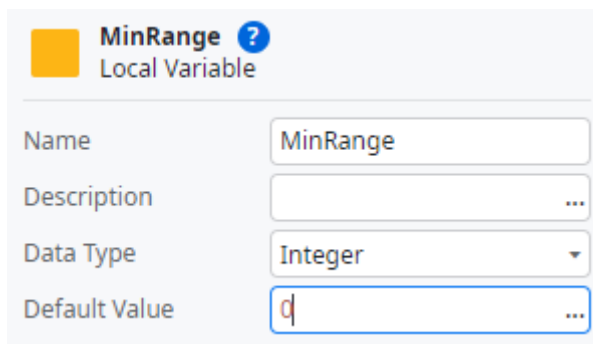 MinRange ?
Local Variable
Name MinRange
Description ...
Data Type Integer
Default Value 0 ...